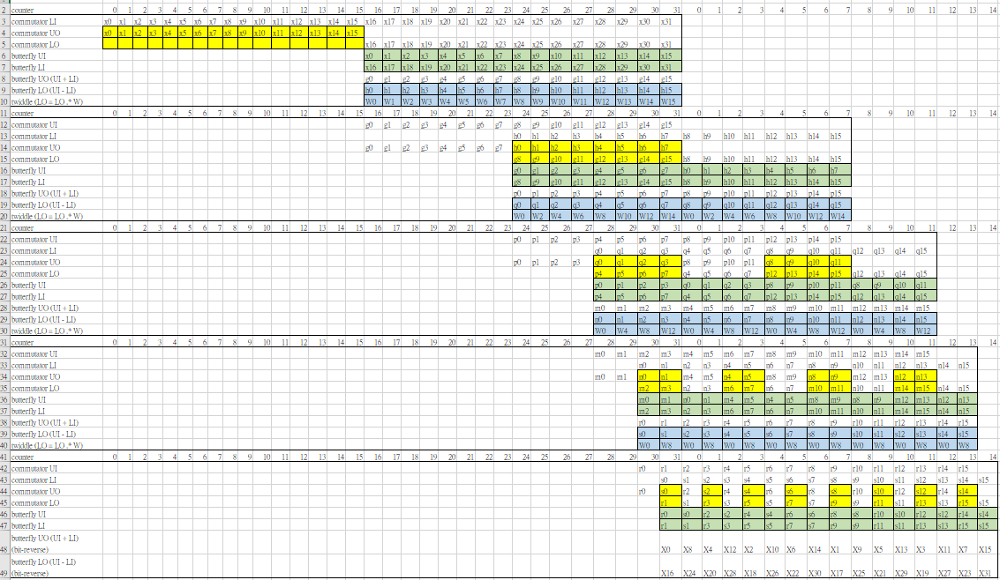 2 counter 0 1 2 3 4 5 6 7 8 9 10 11 12 13 14 15 16 17 18 19 20 21 22 23 24 25 26 27 28 29 30 31 0 1 2 3 4 5 6 7 8 9 10 11 12 13 14
3 commutator LI x0 x1 x2 x3 x4 x5 x6 x7 x8 x9 x10 x11 x12 x13 x14 x15 x16 x17 x18 x19 x20 x21 x22 x23 x24 x25 x26 x27 x28 x29 x30 x31
4 commutator UO x0 x1 x2 x3 x4 x5 x6 x7 x8 x9 x10 x11 x12 x13 x14 x15
5 commutator LO x16 x17 x18 x19 x20 x21 x22 x23 x24 x25 x26 x27 x28 x29 x30 x31
6 butterfly UI x0 x1 x2 x3 x4 x5 x6 x7 x8 x9 x10 x11 x12 x13 x14 x15
7 butterfly LI x16 x17 x18 x19 x20 x21 x22 x23 x24 x25 x26 x27 x28 x29 x30 x31
8 butterfly UO (UI + LI) g0 g1 g2 g3 g4 g5 g6 g7 g8 g9 g10 g11 g12 g13 g14 g15
9 butterfly LO (UI - LI) h0 h1 h2 h3 h4 h5 h6 h7 h8 h9 h10 h11 h12 h13 h14 h15
10 twiddle (LO = LO .* W) W0 W1 W2 W3 W4 W5 W6 W7 W8 W9 W10 W11 W12 W13 W14 W15
11 counter 0 1 2 3 4 5 6 7 8 9 10 11 12 13 14 15 16 17 18 19 20 21 22 23 24 25 26 27 28 29 30 31 0 1 2 3 4 5 6 7 8 9 10 11 12 13 14
12 commutator UI g0 g1 g2 g3 g4 g5 g6 g7 g8 g9 g10 g11 g12 g13 g14 g15
13 commutator LI h0 h1 h2 h3 h4 h5 h6 h7 h8 h9 h10 h11 h12 h13 h14 h15
14 commutator UO g0 g1 g2 g3 g4 g5 g6 g7 h0 h1 h2 h3 h4 h5 h6 h7
15 commutator LO g8 g9 g10 g11 g12 g13 g14 g15 h8 h9 h10 h11 h12 h13 h14 h15
16 butterfly UI g0 g1 g2 g3 g4 g5 g6 g7 h0 h1 h2 h3 h4 h5 h6 h7
17 butterfly LI g8 g9 g10 g11 g12 g13 g14 g15 h8 h9 h10 h11 h12 h13 h14 h15
18 butterfly UO (UI + LI) p0 p1 p2 p3 p4 p5 p6 p7 p8 p9 p10 p11 p12 p13 p14 p15
19 butterfly LO (UI - LI) q0 q1 q2 q3 q4 q5 q6 q7 q8 q9 q10 q11 q12 q13 q14 q15
20 twiddle (LO = LO .* W) W0 W2 W4 W6 W8 W10 W12 W14 W0 W2 W4 W6 W8 W10 W12 W14
21 counter 0 1 2 3 4 5 6 7 8 9 10 11 12 13 14 15 16 17 18 19 20 21 22 23 24 25 26 27 28 29 30 31 0 1 2 3 4 5 6 7 8 9 10 11 12 13 14
22 commutator UI p0 p1 p2 p3 p4 p5 p6 p7 p8 p9 p10 p11 p12 p13 p14 p15
23 commutator LI q0 q1 q2 q3 q4 q5 q6 q7 q8 q9 q10 q11 q12 q13 q14 q15
24 commutator UO p0 p1 p2 p3 q0 q1 q2 q3 p8 p9 p10 p11 q8 q9 q10 q11
25 commutator LO p4 p5 p6 p7 q4 q5 q6 q7 p12 p13 p14 p15 q12 q13 q14 q15
26 butterfly UI p0 p1 p2 p3 q0 q1 q2 q3 p8 p9 p10 p11 q8 q9 q10 q11
27 butterfly LI p4 p5 p6 p7 q4 q5 q6 q7 p12 p13 p14 p15 q12 q13 q14 q15
28 butterfly UO (UI + LI) m0 m1 m2 m3 m4 m5 m6 m7 m8 m9 m10 m11 m12 m13 m14 m15
29 butterfly LO (UI - LI) n0 n1 n2 n3 n4 n5 n6 n7 n8 n9 n10 n11 n12 n13 n14 n15
30 twiddle (LO = LO .* W) W0 W4 W8 W12 W0 W4 W8 W12 W0 W4 W8 W12 W0 W4 W8 W12
31 counter 0 1 2 3 4 5 6 7 8 9 10 11 12 13 14 15 16 17 18 19 20 21 22 23 24 25 26 27 28 29 30 31 0 1 2 3 4 5 6 7 8 9 10 11 12 13 14
32 commutator UI m0 m1 m2 m3 m4 m5 m6 m7 m8 m9 m10 m11 m12 m13 m14 m15
33 commutator LI n0 n1 n2 n3 n4 n5 n6 n7 n8 n9 n10 n11 n12 n13 n14 n15
34 commutator UO m0 m1 n0 n1 m4 m5 n4 n5 m8 m9 n8 n9 m12 m13 n12 n13
35 commutator LO m2 m3 n2 n3 m6 m7 n6 n7 m10 m11 n10 n11 m14 m15 n14 n15
36 butterfly UI m0 m1 n0 n1 m4 m5 n4 n5 m8 m9 n8 n9 m12 m13 n12 n13
37 butterfly LI m2 m3 n2 n3 m6 m7 n6 n7 m10 m11 n10 n11 m14 m15 n14 n15
38 butterfly UO (UI + LI) r0 r1 r2 r3 r4 r5 r6 r7 r8 r9 r10 r11 r12 r13 r14 r15
39 butterfly LO (UI - LI) s0 s1 s2 s3 s4 s5 s6 s7 s8 s9 s10 s11 s12 s13 s14 s15
40 twiddle (LO = LO .* W) W0 W8 W0 W8 W0 W8 W0 W8 W0 W8 W0 W8 W0 W8 W0 W8
41 counter 0 1 2 3 4 5 6 7 8 9 10 11 12 13 14 15 16 17 18 19 20 21 22 23 24 25 26 27 28 29 30 31 0 1 2 3 4 5 6 7 8 9 10 11 12 13 14
42 commutator UI r0 r1 r2 r3 r4 r5 r6 r7 r8 r9 r10 r11 r12 r13 r14 r15
43 commutator LI s0 s1 s2 s3 s4 s5 s6 s7 s8 s9 s10 s11 s12 s13 s14 s15
44 commutator UO r0 s0 r2 s2 r4 s4 r6 s6 r8 s8 r10 s10 r12 s12 r14 s14
45 commutator LO r1 s1 r3 s3 r5 s5 r7 s7 r9 s9 r11 s11 r13 s13 r15 s15
46 butterfly UI r0 s0 r2 s2 r4 s4 r6 s6 r8 s8 r10 s10 r12 s12 r14 s14
47 butterfly LI r1 s1 r3 s3 r5 s5 r7 s7 r9 s9 r11 s11 r13 s13 r15 s15
butterfly UO (UI + LI)
48 (bit-reverse) X0 X8 X4 X12 X2 X10 X6 X14 X1 X9 X5 X13 X3 X11 X7 X15
butterfly LO (UI - LI)
49 (bit-reverse) X16 X24 X20 X28 X18 X26 X22 X30 X17 X25 X21 X29 X19 X27 X23 X31